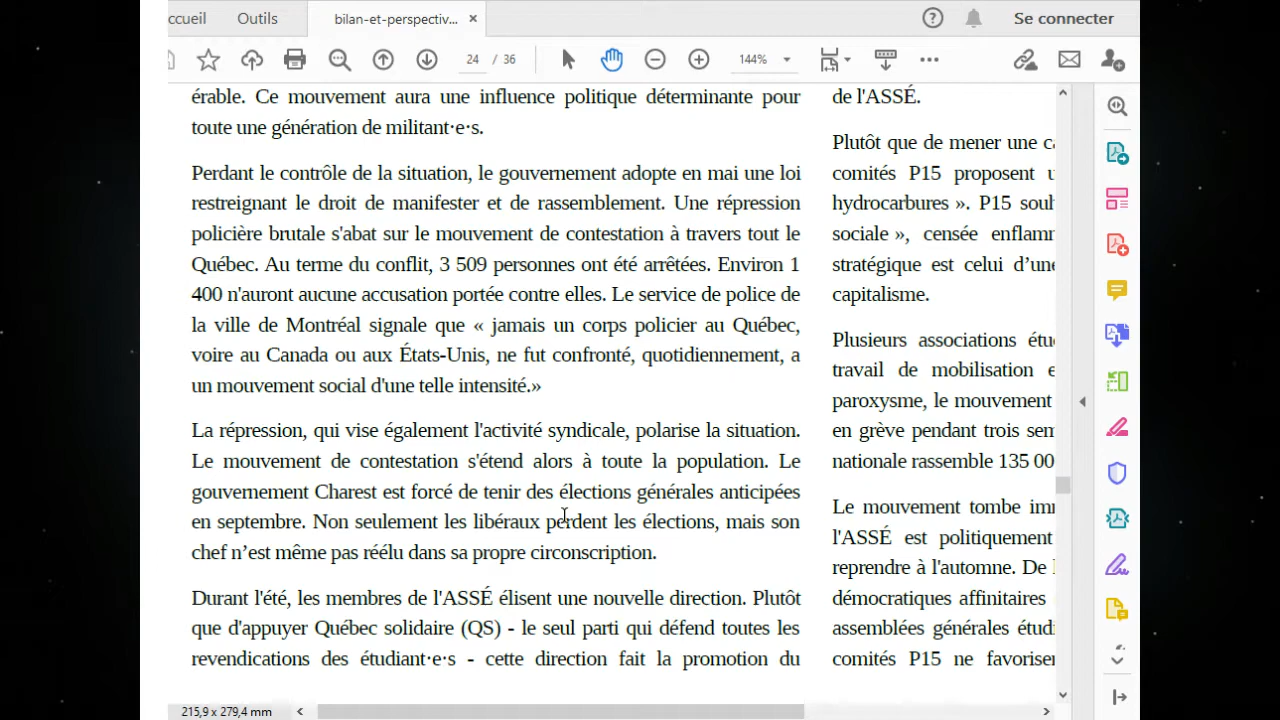 ccueil
Outils
bilan-et-perspectiv...
×
Se connecter
24 / 36
144%
érable. Ce mouvement aura une influence politique déterminante pour
toute une génération de militant·e·s.
Perdant le contrôle de la situation, le gouvernement adopte en mai une loi
restreignant le droit de manifester et de rassemblement. Une répression
policière brutale s'abat sur le mouvement de contestation à travers tout le
Québec. Au terme du conflit, 3 509 personnes ont été arrêtées. Environ 1
400 n'auront aucune accusation portée contre elles. Le service de police de
la ville de Montréal signale que « jamais un corps policier au Québec,
voire au Canada ou aux États-Unis, ne fut confronté, quotidiennement, a
un mouvement social d'une telle intensité.»
La répression, qui vise également l'activité syndicale, polarise la situation.
Le mouvement de contestation s'étend alors à toute la population. Le
gouvernement Charest est forcé de tenir des élections générales anticipées
en septembre. Non seulement les libéraux perdent les élections, mais son
chef n’est même pas réélu dans sa propre circonscription.
Durant l'été, les membres de l'ASSÉ élisent une nouvelle direction. Plutôt
que d'appuyer Québec solidaire (QS) - le seul parti qui défend toutes les
revendications des étudiant·e·s - cette direction fait la promotion du
de l'ASSÉ.
Plutôt que de mener une
comités P15 proposent
hydrocarbures ». P15
sociale », censée
stratégique est celui
capitalisme.
Plusieurs associations
travail de mobilisation
paroxysme, le mouvement
en grève pendant trois
nationale rassemble 135
Le mouvement tombe
l'ASSÉ est politiquement
reprendre à l'automne. De
démocratiques affinitaires
assemblées générales
comités P15 ne
215,9 x 279,4 mm